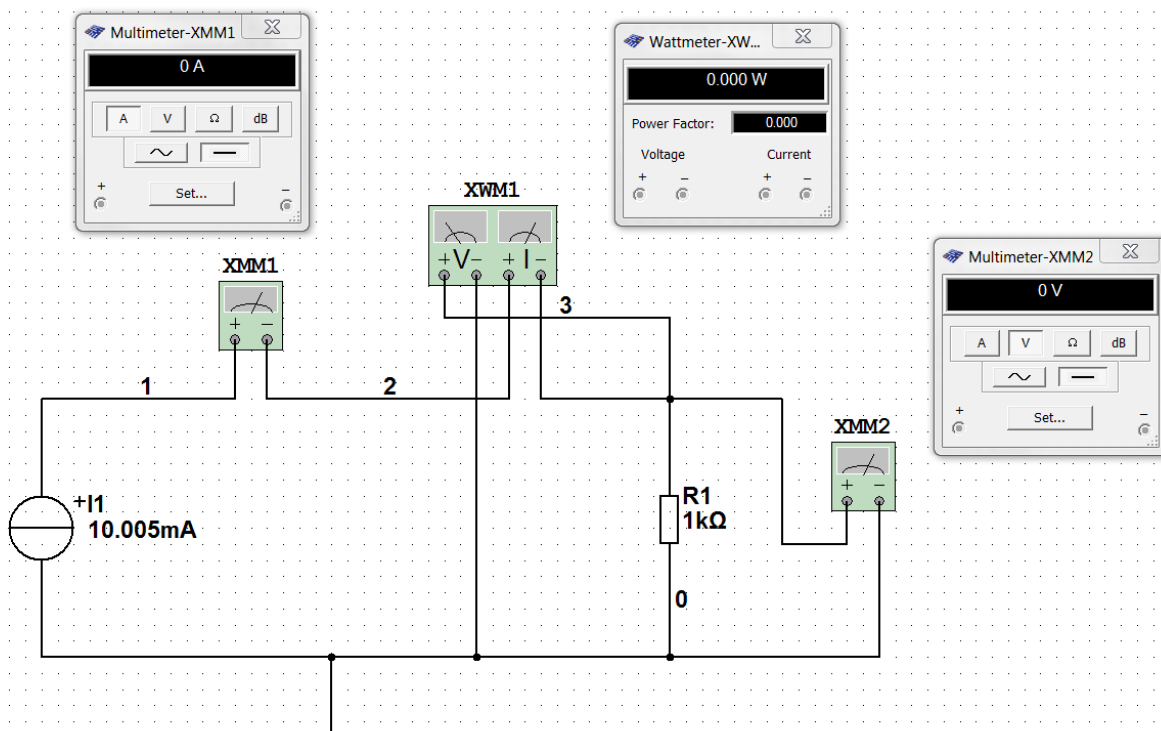 Multimeter-XMM1
0 A
A V Ω dB
+ −
Set...
Wattmeter-XW...
0.000 W
Power Factor: 0.000
Voltage Current
+ − + −
XWM1
+V− + I −
XMM1
+ −
Multimeter-XMM2
0 V
A V Ω dB
+ −
Set...
3
1
2
XMM2
+ −
+I1
10.005mA
R1
1kΩ
0